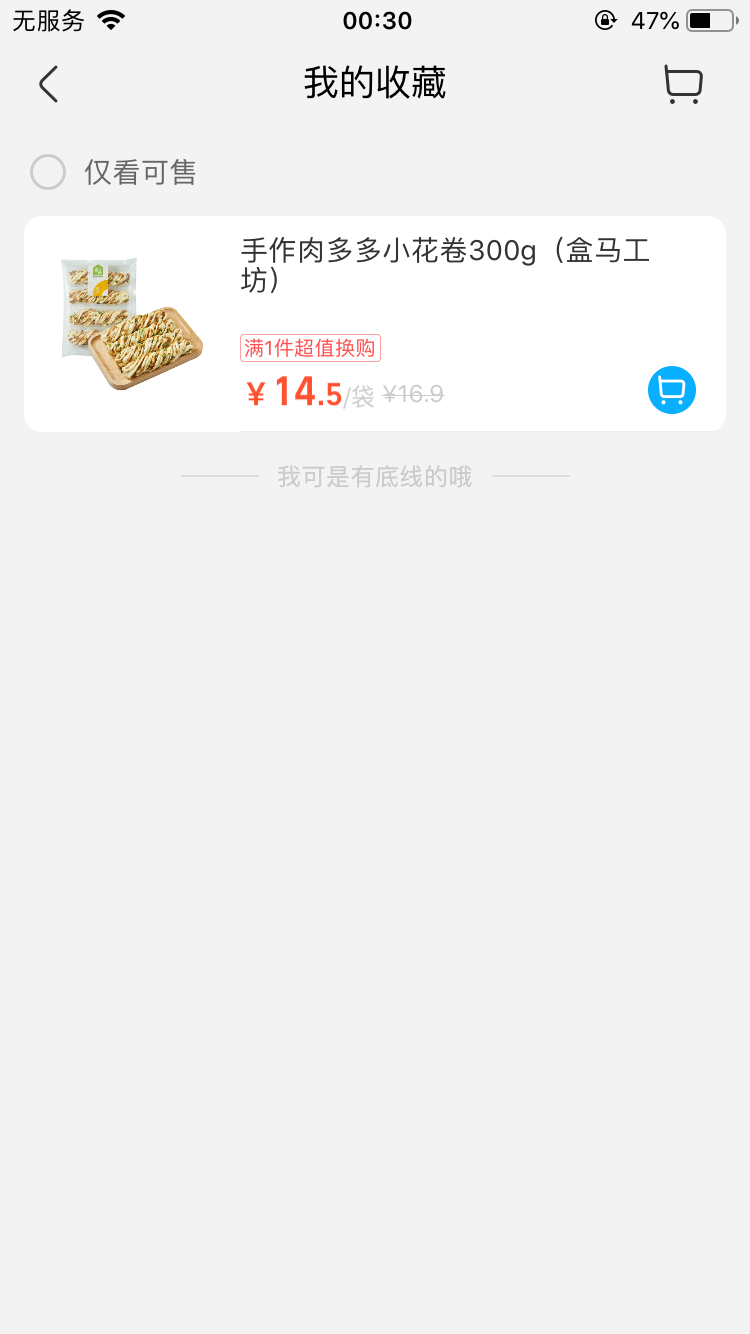 无服务 00:30 47%
我的收藏
仅看可售
手作肉多多小花卷300g（盒马工
坊）
满1件超值换购
¥14.5/袋 ¥16.9
我可是有底线的哦